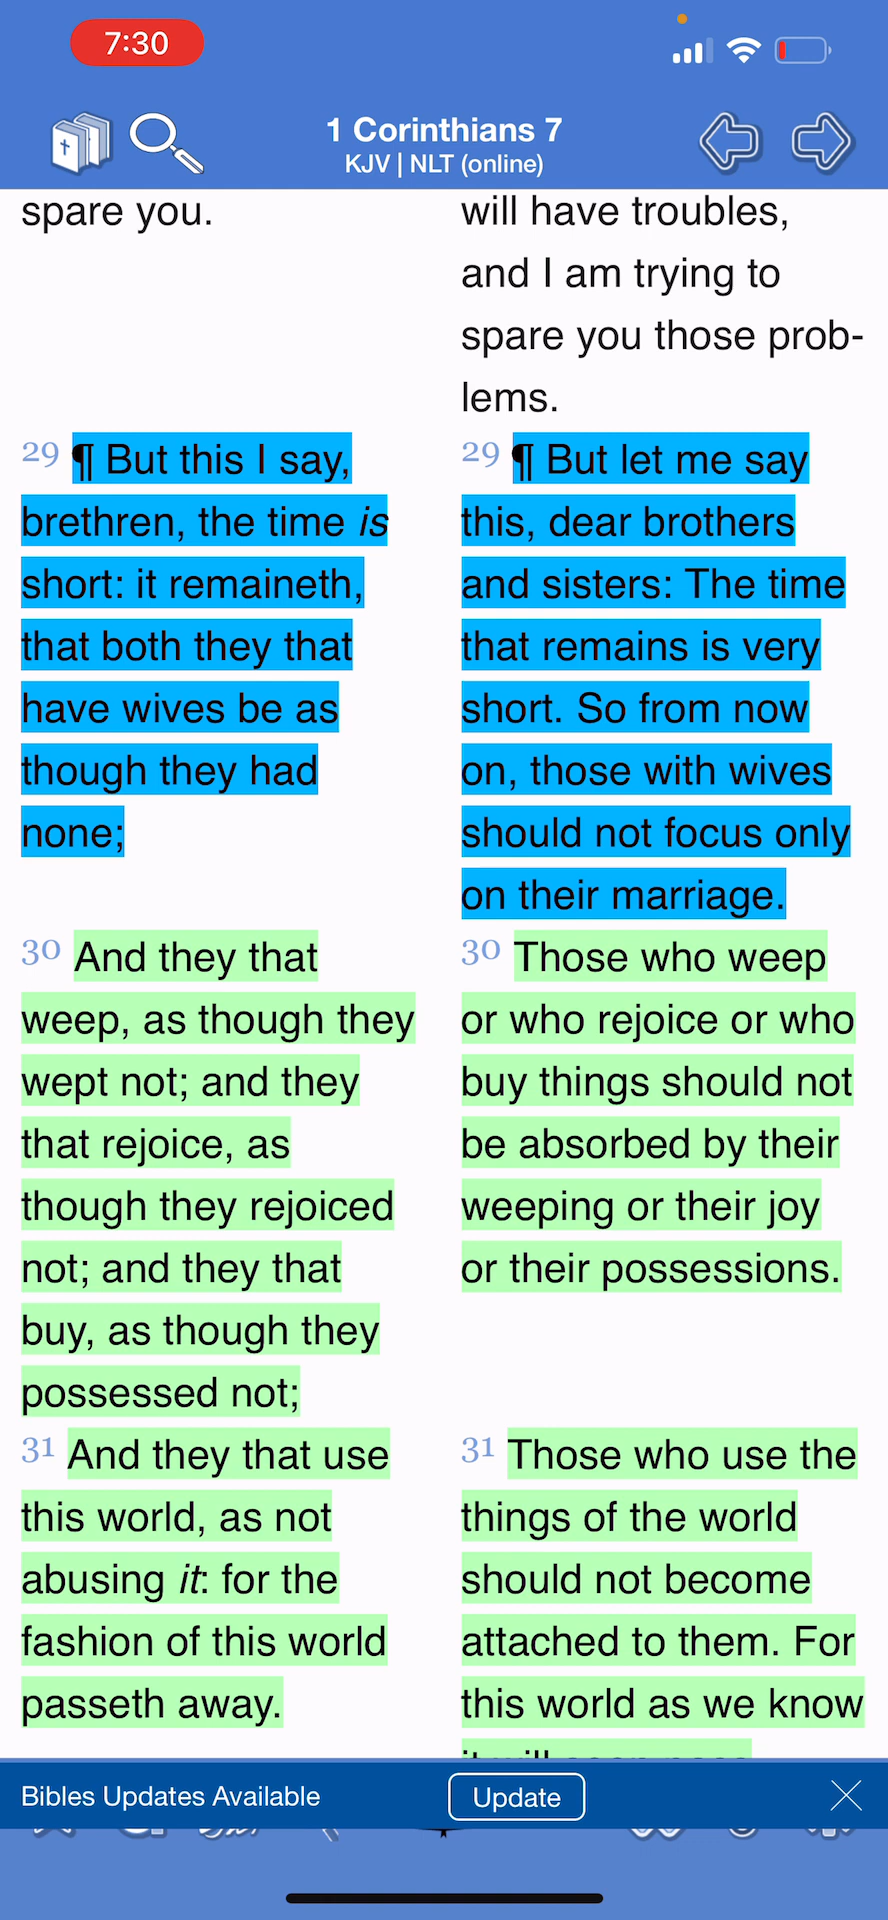 7:30
1 Corinthians 7
KJV | NLT (online)
spare you.
29 ¶ But this I say,
brethren, the time is
short: it remaineth,
that both they that
have wives be as
though they had
none;
30 And they that
weep, as though they
wept not; and they
that rejoice, as
though they rejoiced
not; and they that
buy, as though they
possessed not;
31 And they that use
this world, as not
abusing it: for the
fashion of this world
passeth away.
will have troubles,
and I am trying to
spare you those prob-
lems.
29 ¶ But let me say
this, dear brothers
and sisters: The time
that remains is very
short. So from now
on, those with wives
should not focus only
on their marriage.
30 Those who weep
or who rejoice or who
buy things should not
be absorbed by their
weeping or their joy
or their possessions.
31 Those who use the
things of the world
should not become
attached to them. For
this world as we know
it will soon pass
Bibles Updates Available
Update